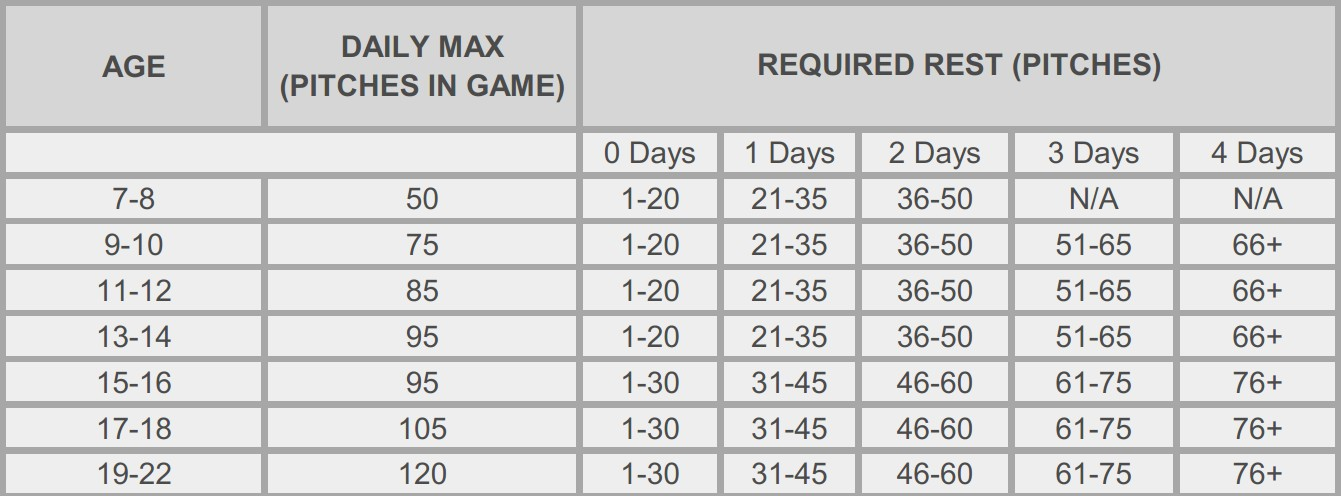 AGE DAILY MAX (PITCHES IN GAME) REQUIRED REST (PITCHES)
0 Days 1 Days 2 Days 3 Days 4 Days
7-8 50 1-20 21-35 36-50 N/A N/A
9-10 75 1-20 21-35 36-50 51-65 66+
11-12 85 1-20 21-35 36-50 51-65 66+
13-14 95 1-20 21-35 36-50 51-65 66+
15-16 95 1-30 31-45 46-60 61-75 76+
17-18 105 1-30 31-45 46-60 61-75 76+
19-22 120 1-30 31-45 46-60 61-75 76+